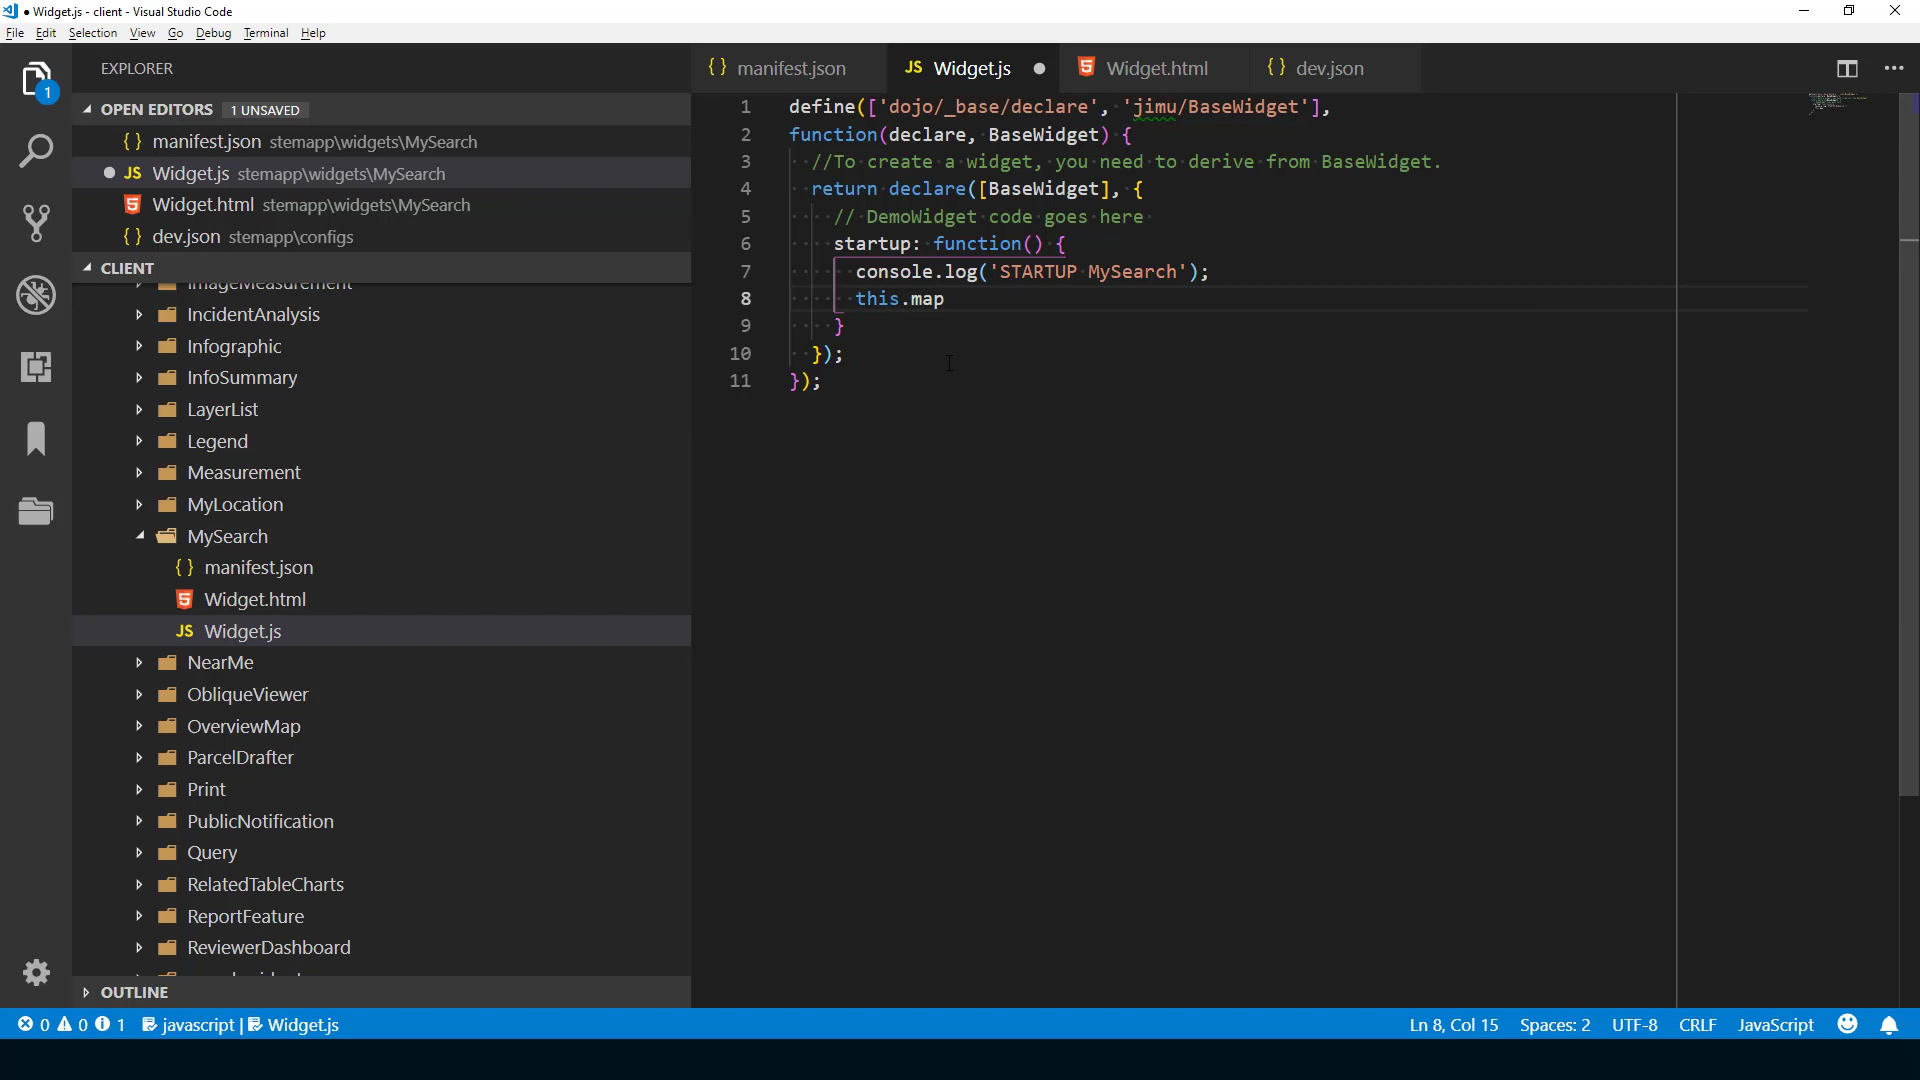 Widget.js - client - Visual Studio Code
File Edit Selection View Go Debug Terminal Help
1
EXPLORER
OPEN EDITORS 1 UNSAVED
{ } manifest.json stemapp\widgets\MySearch
JS Widget.js stemapp\widgets\MySearch
5 Widget.html stemapp\widgets\MySearch
{ } dev.json stemapp\configs
CLIENT
ImageMeasurement
IncidentAnalysis
Infographic
InfoSummary
LayerList
Legend
Measurement
MyLocation
MySearch
{ } manifest.json
5 Widget.html
JS Widget.js
NearMe
ObliqueViewer
OverviewMap
ParcelDrafter
Print
PublicNotification
Query
RelatedTableCharts
ReportFeature
ReviewerDashboard
OUTLINE
{ } manifest.json JS Widget.js 5 Widget.html { } dev.json
1 define(['dojo/_base/declare', 'jimu/BaseWidget'],
2 function(declare, BaseWidget) {
3 //To create a widget, you need to derive from BaseWidget.
4 return declare([BaseWidget], {
5 // DemoWidget code goes here
6 startup: function() {
7 console.log('STARTUP MySearch');
8 this.map
9 }
10 });
11 });
0 0 1 javascript | Widget.js Ln 8, Col 15 Spaces: 2 UTF-8 CRLF JavaScript